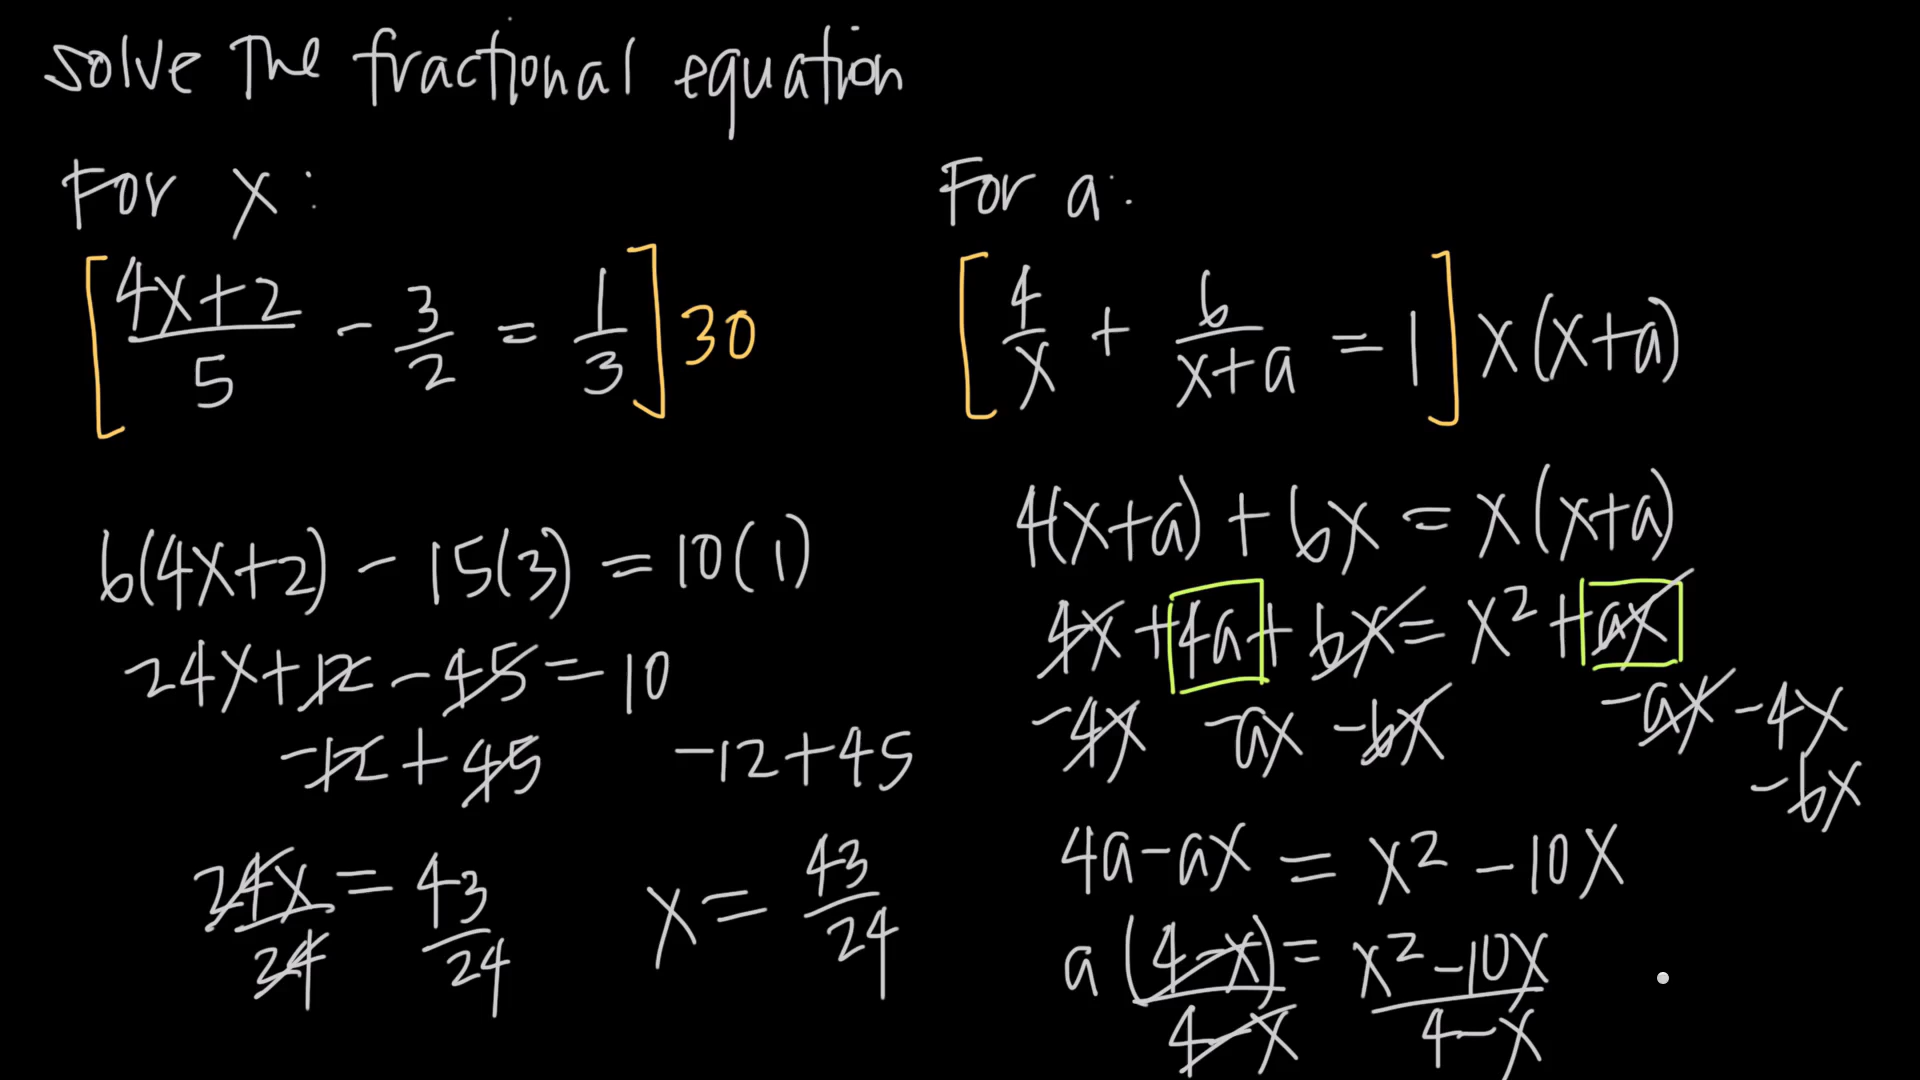 solve the fractional equation
For x:
[(4x+2)/5 - 3/2 = 1/3] 30
6(4x+2) - 15(3) = 10(1)
24x+12 - 45 = 10
-12 + 45 -12+45
24x/24 = 43/24 x = 43/24
For a:
[4/x + 6/(x+a) = 1] x(x+a)
4(x+a) + 6x = x(x+a)
4x + 4a + 6x = x² + ax
-4x -ax -6x -ax -4x
-6x
4a-ax = x² - 10x
a(4-x)/(4-x) = (x²-10x)/(4-x)